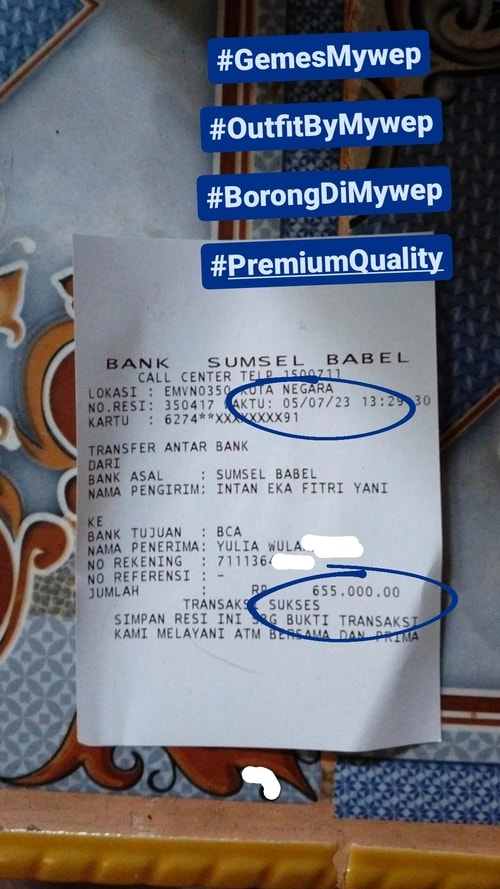 #GemesMywep
#OutfitByMywep
#BorongDiMywep
#PremiumQuality
BANK SUMSEL BABEL
CALL CENTER TELP 1500711
LOKASI : EMVN0350 KOTA NEGARA
NO.RESI: 350417 WAKTU: 05/07/23 13:29:30
KARTU : 6274**XXXXXXXX91
TRANSFER ANTAR BANK
DARI
BANK ASAL : SUMSEL BABEL
NAMA PENGIRIM: INTAN EKA FITRI YANI
KE
BANK TUJUAN : BCA
NAMA PENERIMA: YULIA WULA
NO REKENING : 7111364
NO REFERENSI : -
JUMLAH : RP 655.000.00
TRANSAKSI SUKSES
SIMPAN RESI INI SBG BUKTI TRANSAKSI
KAMI MELAYANI ATM BERSAMA DAN PRIMA